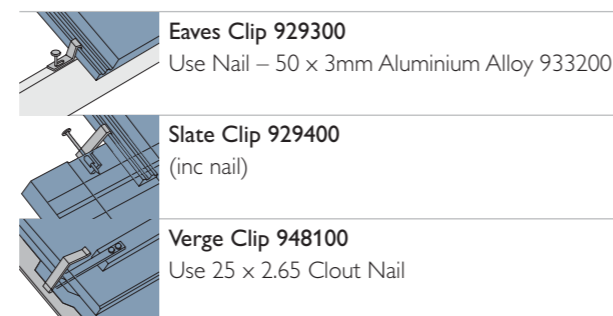 Eaves Clip 929300
Use Nail – 50 x 3mm Aluminium Alloy 933200
Slate Clip 929400
(inc nail)
Verge Clip 948100
Use 25 x 2.65 Clout Nail